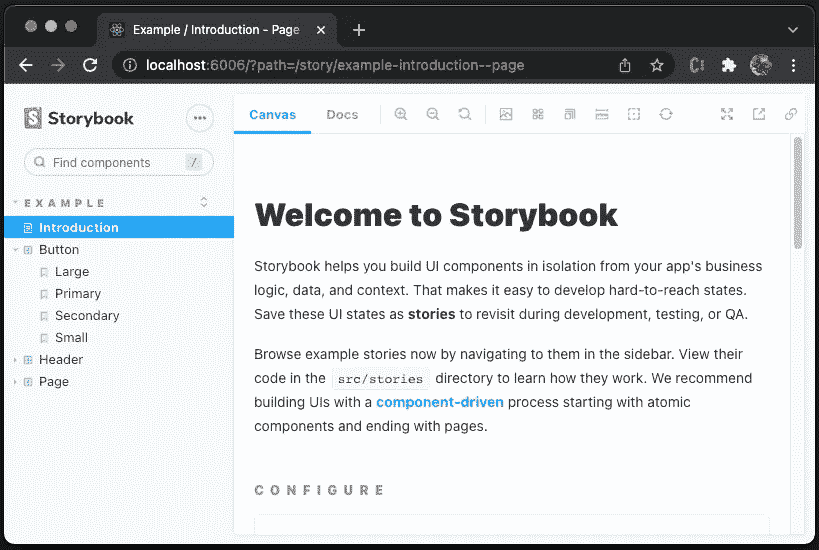 Example / Introduction - Page
localhost:6006/?path=/story/example-introduction--page
Storybook
Find components
/
EXAMPLE
Introduction
Button
Large
Primary
Secondary
Small
Header
Page
Canvas
Docs
Welcome to Storybook
Storybook helps you build UI components in isolation from your app's business
logic, data, and context. That makes it easy to develop hard-to-reach states.
Save these UI states as stories to revisit during development, testing, or QA.
Browse example stories now by navigating to them in the sidebar. View their
code in the src/stories directory to learn how they work. We recommend
building UIs with a component-driven process starting with atomic
components and ending with pages.
CONFIGURE